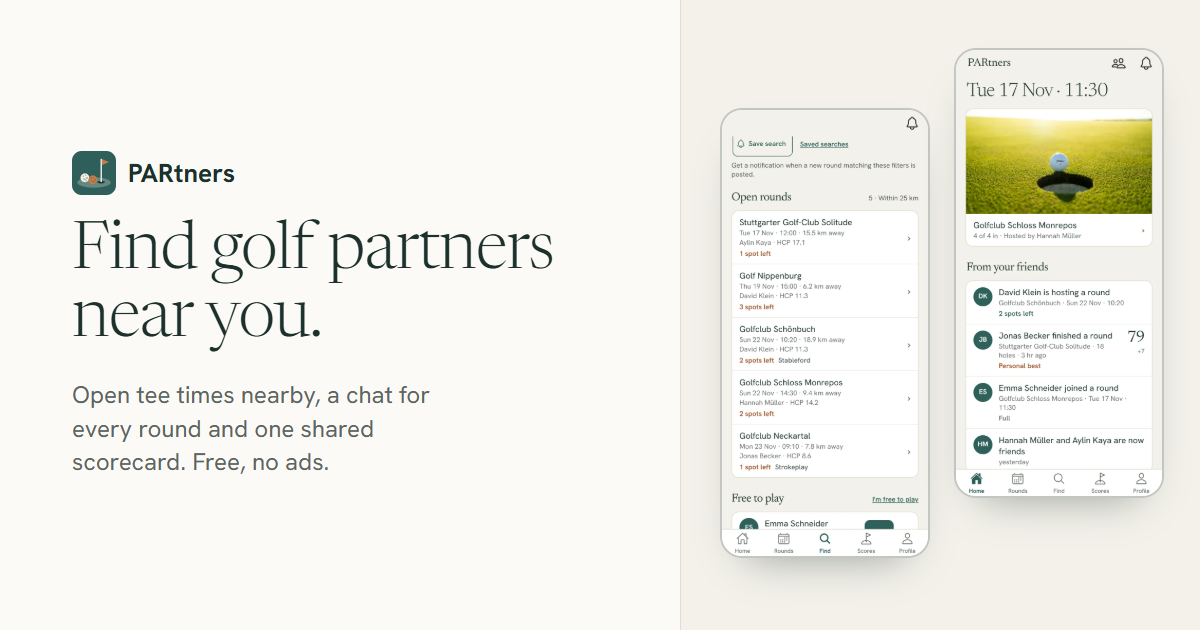 PARtners
Find golf partners
near you.
Open tee times nearby, a chat for
every round and one shared
scorecard. Free, no ads.
Save search
Saved searches
Get a notification when a new round matching these filters is
posted.
Open rounds
5 · Within 25 km
Stuttgarter Golf-Club Solitude
Tue 17 Nov · 12:00 · 15.5 km away
Aylin Kaya · HCP 17.1
1 spot left
Golf Nippenburg
Thu 19 Nov · 15:00 · 6.2 km away
David Klein · HCP 11.3
3 spots left
Golfclub Schönbuch
Sun 22 Nov · 10:20 · 18.9 km away
David Klein · HCP 11.3
2 spots left Stableford
Golfclub Schloss Monrepos
Sun 22 Nov · 14:30 · 9.4 km away
Hannah Müller · HCP 14.2
2 spots left
Golfclub Neckartal
Mon 23 Nov · 09:10 · 7.8 km away
Jonas Becker · HCP 8.6
1 spot left Strokeplay
Free to play
I'm free to play
ES
Emma Schneider
Home
Rounds
Find
Scores
Profile
PARtners
Tue 17 Nov · 11:30
Golfclub Schloss Monrepos
4 of 4 in · Hosted by Hannah Müller
From your friends
DK
David Klein is hosting a round
Golfclub Schönbuch · Sun 22 Nov · 10:20
2 spots left
JB
Jonas Becker finished a round
79
Stuttgarter Golf-Club Solitude · 18
holes · 3 hr ago
+7
Personal best
ES
Emma Schneider joined a round
Golfclub Schloss Monrepos · Tue 17 Nov ·
11:30
Full
HM
Hannah Müller and Aylin Kaya are now
friends
yesterday
Home
Rounds
Find
Scores
Profile